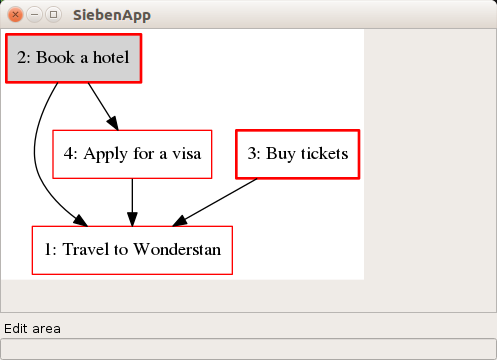 SiebenApp
2: Book a hotel
4: Apply for a visa
3: Buy tickets
1: Travel to Wonderstan
Edit area